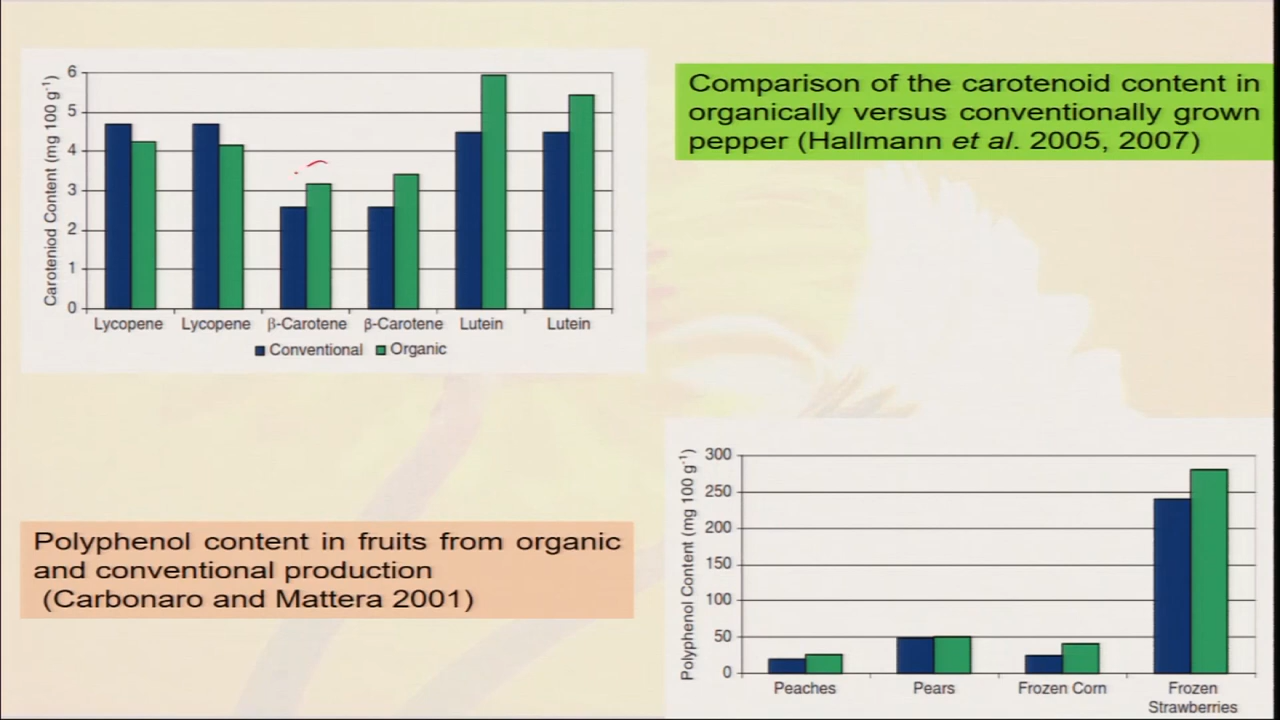 6
5
4
3
2
1
0
Caroteniod Content (mg 100 g⁻¹)
Lycopene Lycopene β-Carotene β-Carotene Lutein Lutein
Conventional Organic
Comparison of the carotenoid content in
organically versus conventionally grown
pepper (Hallmann et al. 2005, 2007)
Polyphenol content in fruits from organic
and conventional production
(Carbonaro and Mattera 2001)
300
250
200
150
100
50
0
Polyphenol Content (mg 100 g⁻¹)
Peaches Pears Frozen Corn Frozen
Strawberries